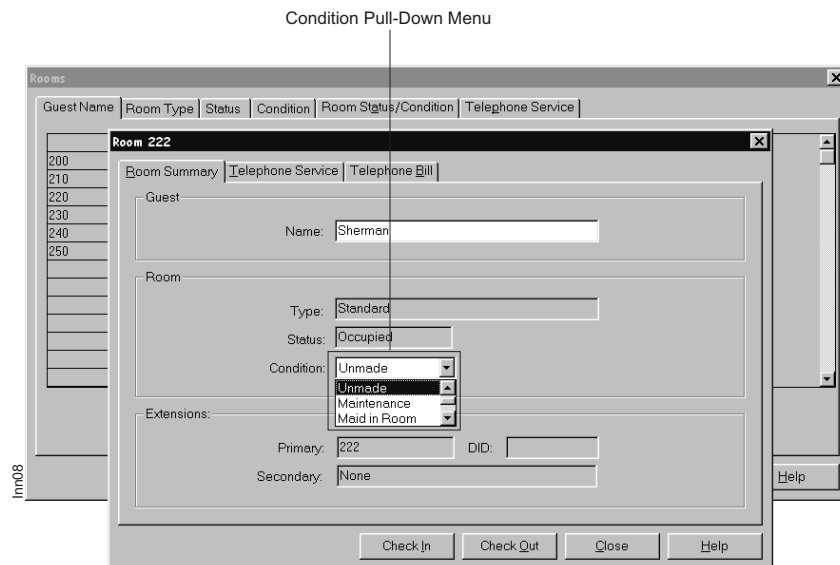 Condition Pull-Down Menu
Rooms
Guest Name Room Type Status Condition Room Status/Condition Telephone Service
Room 222
200
210
220
230
240
250
Room Summary Telephone Service Telephone Bill
Guest
Name: Sherman
Room
Type: Standard
Status: Occupied
Condition: Unmade
Unmade
Maintenance
Maid in Room
Extensions:
Primary: 222 DID:
Secondary: None
Help
Check In Check Out Close Help
Inn08